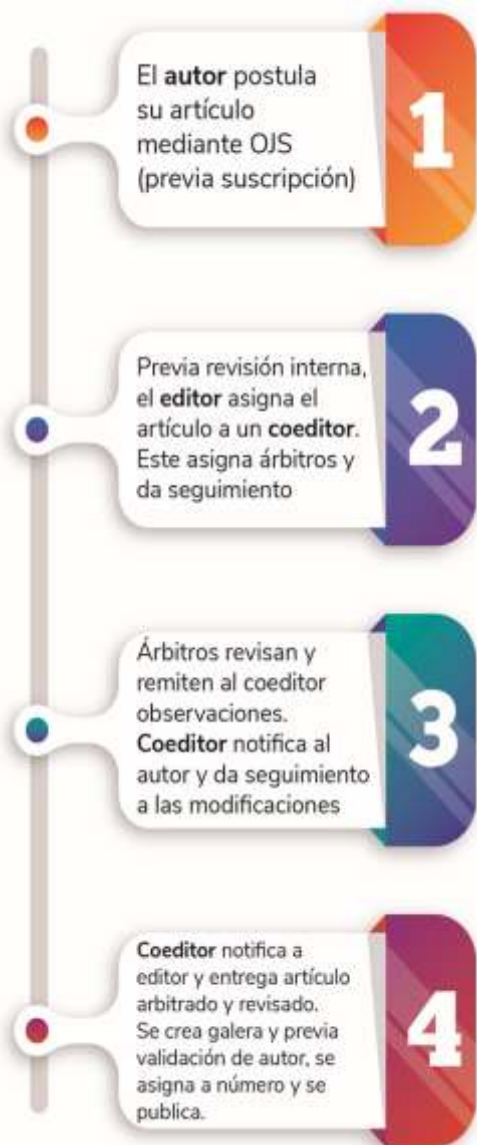 El autor postula
su artículo
mediante OJS
(previa suscripción)
1
Previa revisión interna,
el editor asigna el
artículo a un coeditor.
Este asigna árbitros y
da seguimiento
2
Árbitros revisan y
remiten al coeditor
observaciones.
Coeditor notifica al
autor y da seguimiento
a las modificaciones
3
Coeditor notifica a
editor y entrega artículo
arbitrado y revisado.
Se crea galera y previa
validación de autor, se
asigna a número y se
publica.
4